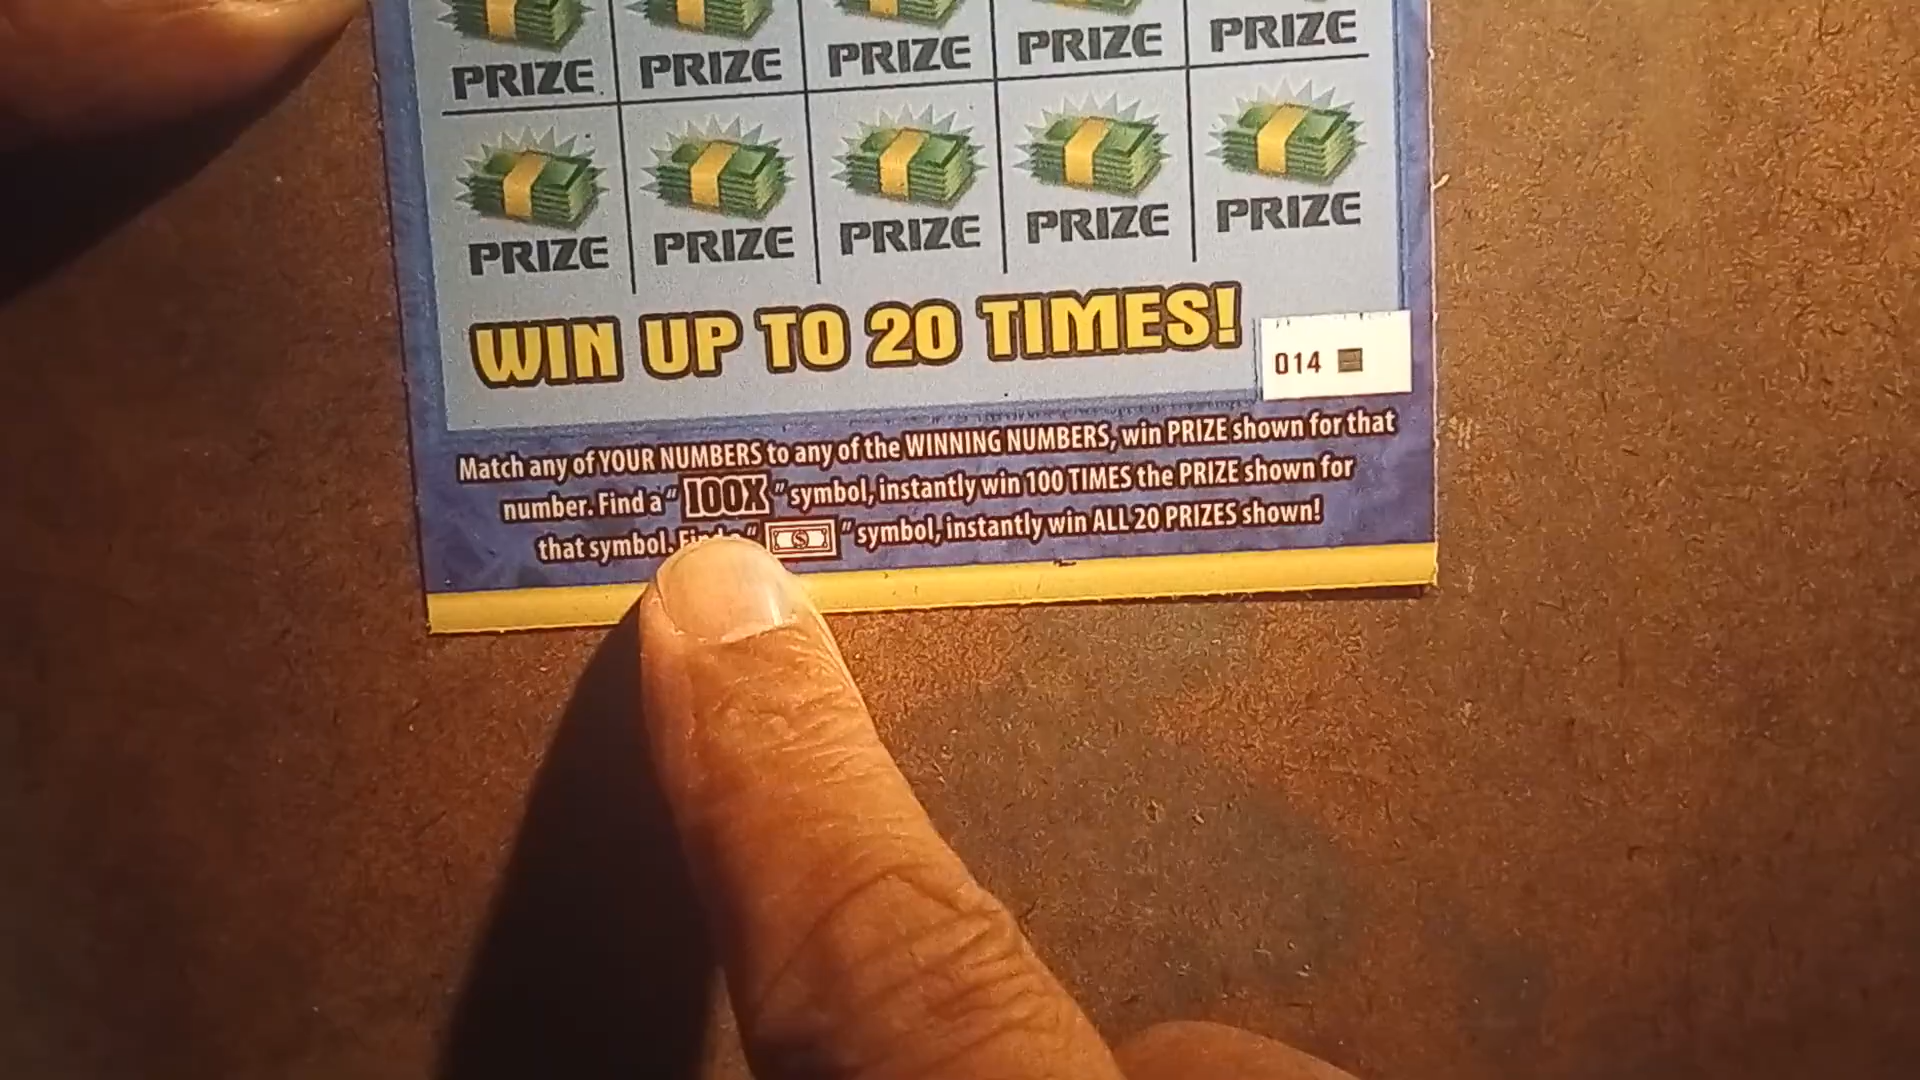 PRIZE PRIZE PRIZE PRIZE PRIZE
PRIZE PRIZE PRIZE PRIZE PRIZE
WIN UP TO 20 TIMES!
014
Match any of YOUR NUMBERS to any of the WINNING NUMBERS, win PRIZE shown for that
number. Find a "100X" symbol, instantly win 100 TIMES the PRIZE shown for
that symbol. Find a "$" symbol, instantly win ALL 20 PRIZES shown!